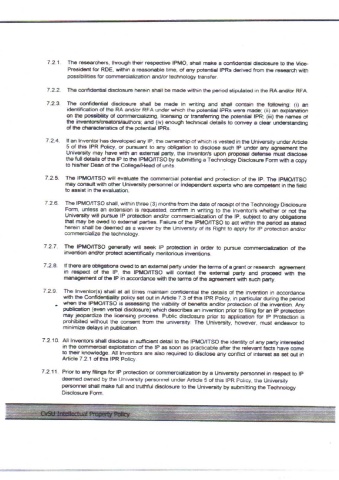 7.2.1. The researchers, through their respective IPMO, shall make a confidential disclosure to the Vice-
President for RDE, within a reasonable time, of any potential IPRs derived from the research with
possibilities for commercialization and/or technology transfer.
7.2.2. The confidential disclosure herein shall be made within the period stipulated in the RA and/or RFA.
7.2.3. The confidential disclosure shall be made in writing and shall contain the following: (i) an
identification of the RA and/or RFA under which the potential IPRs were made; (ii) an explanation
on the possibility of commercializing, licensing or transferring the potential IPR; (iii) the names of
the inventors/creators/authors; and (iv) enough technical details to convey a clear understanding
of the characteristics of the potential IPRs.
7.2.4. If an Inventor has developed any IP, the ownership of which is vested in the University under Article
5 of this IPR Policy, or pursuant to any obligation to disclose such IP under any agreement the
University may have with an external party, the Inventor/s upon proposal defense must disclose
the full details of the IP to the IPMO/ITSO by submitting a Technology Disclosure Form with a copy
to his/her Dean of the College/Head of units.
7.2.5. The IPMO/ITSO will evaluate the commercial potential and protection of the IP. The IPMO/ITSO
may consult with other University personnel or independent experts who are competent in the field
to assist in the evaluation.
7.2.6. The IPMO/ITSO shall, within three (3) months from the date of receipt of the Technology Disclosure
Form, unless an extension is requested, confirm in writing to the inventor/s whether or not the
University will pursue IP protection and/or commercialization of the IP, subject to any obligations
that may be owed to external parties. Failure of the IPMO/ITSO to act within the period as stated
herein shall be deemed as a waiver by the University of its Right to apply for IP protection and/or
commercialize the technology.
7.2.7. The IPMO/ITSO generally will seek IP protection in order to pursue commercialization of the
invention and/or protect scientifically meritorious inventions.
7.2.8. If there are obligations owed to an external party under the terms of a grant or research agreement
in respect of the IP, the IPMO/ITSO will contact the external party and proceed with the
management of the IP in accordance with the terms of the agreement with such party.
7.2.9. The Inventor(s) shall at all times maintain confidential the details of the invention in accordance
with the Confidentiality policy set out in Article 7.3 of this IPR Policy, in particular during the period
when the IPMO/ITSO is assessing the viability of benefits and/or protection of the invention. Any
publication (even verbal disclosure) which describes an invention prior to filing for an IP protection
may jeopardize the licensing process. Public disclosure prior to application for IP Protection is
prohibited without the consent from the university. The University, however, must endeavor to
minimize delays in publication.
7.2.10. All Inventors shall disclose in sufficient detail to the IPMO/ITSO the identity of any party interested
in the commercial exploitation of the IP as soon as practicable after the relevant facts have come
to their knowledge. All Inventors are also required to disclose any conflict of interest as set out in
Article 7.2.1 of this IPR Policy
7.2.11. Prior to any filings for IP protection or commercialization by a University personnel in respect to IP
deemed owned by the University personnel under Article 5 of this IPR Policy, the University
personnel shall make full and truthful disclosure to the University by submitting the Technology
Disclosure Form.
CvSU Intellectual Property Policy